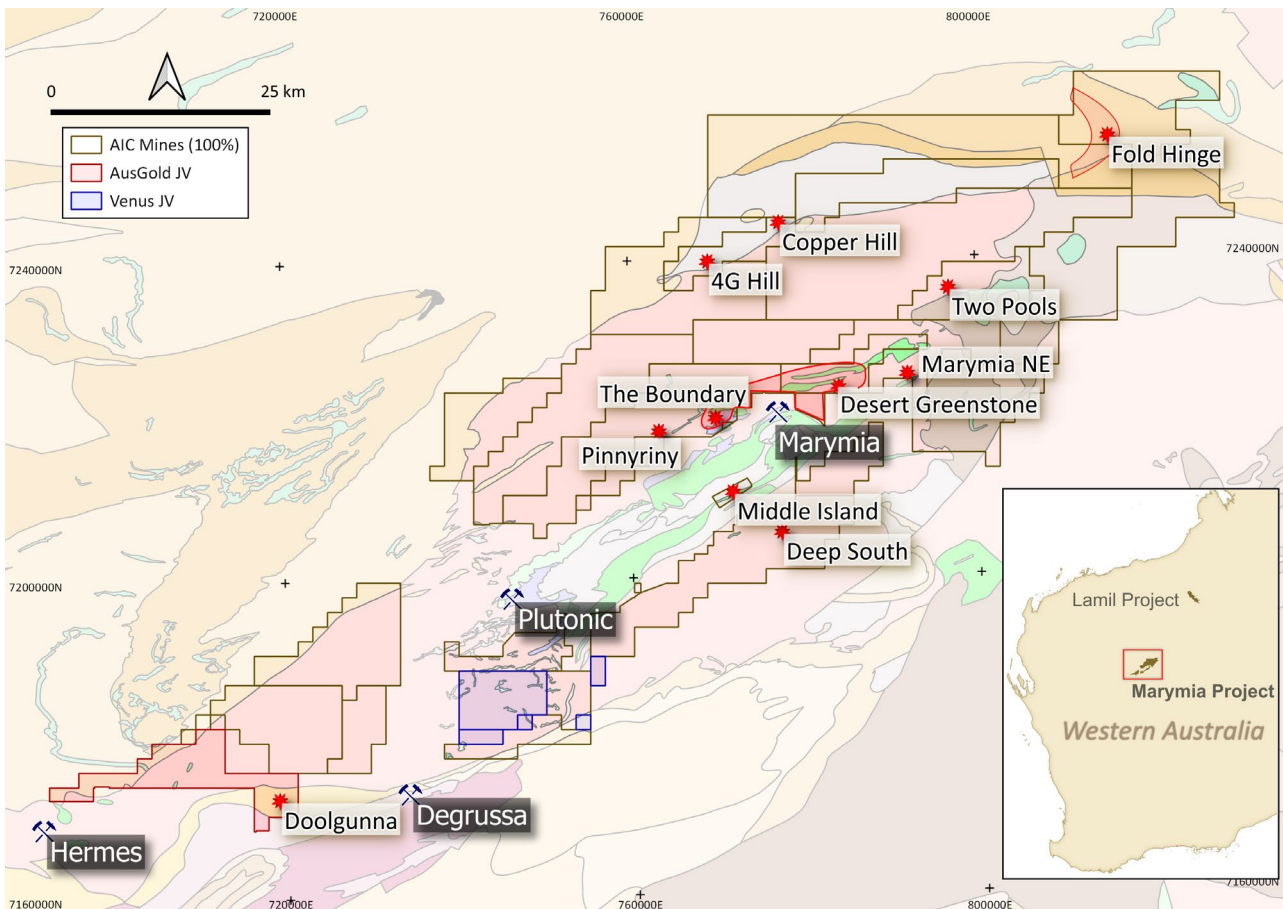 720000E
760000E
800000E
0
25 km
AIC Mines (100%)
AusGold JV
Venus JV
Fold Hinge
Copper Hill
7240000N
7240000N
4G Hill
Two Pools
Marymia NE
The Boundary
Desert Greenstone
Marymia
Pinnyriny
Middle Island
Deep South
7200000N
7200000N
Plutonic
Lamil Project
Marymia Project
Western Australia
Doolgunna
Degrussa
Hermes
7160000N
720000E
760000E
800000E
7160000N